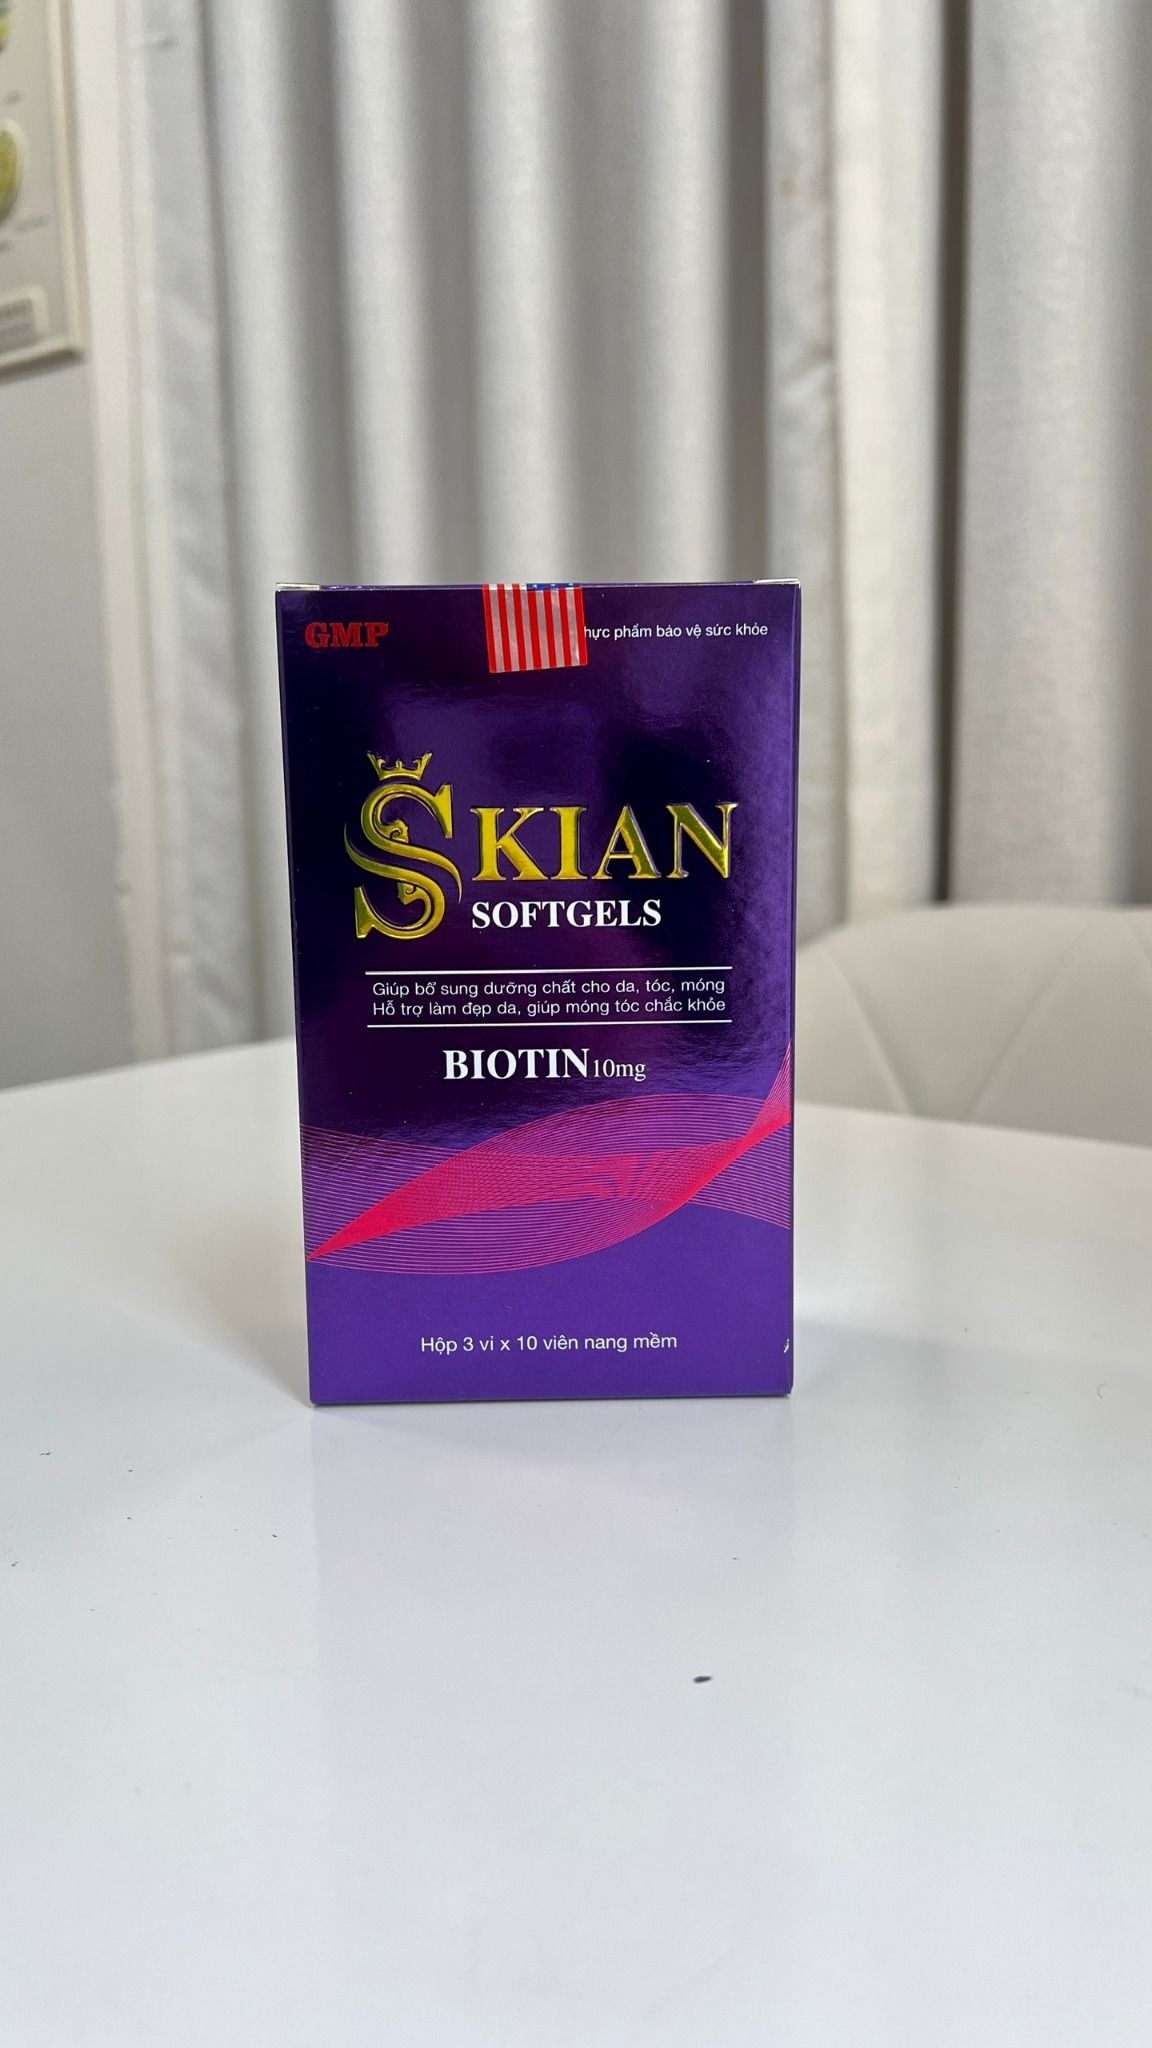 GMP
phẩm bảo vệ sức khỏe
SKIAN
SOFTGELS
Giúp bổ sung dưỡng chất cho da, tóc, móng
Hỗ trợ làm đẹp da, giúp móng tóc chắc khỏe
BIOTIN 10mg
Hộp 3 vỉ x 10 viên nang mềm